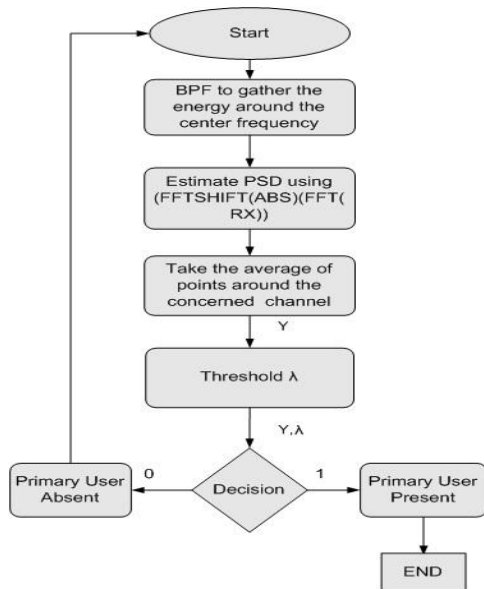 Start
BPF to gather the
energy around the
center frequency
Estimate PSD using
(FFTSHIFT(ABS)(FFT(
RX))
Take the average of
points around the
concerned channel
Y
Threshold λ
Y,λ
0
Decision
1
Primary User
Absent
Primary User
Present
END